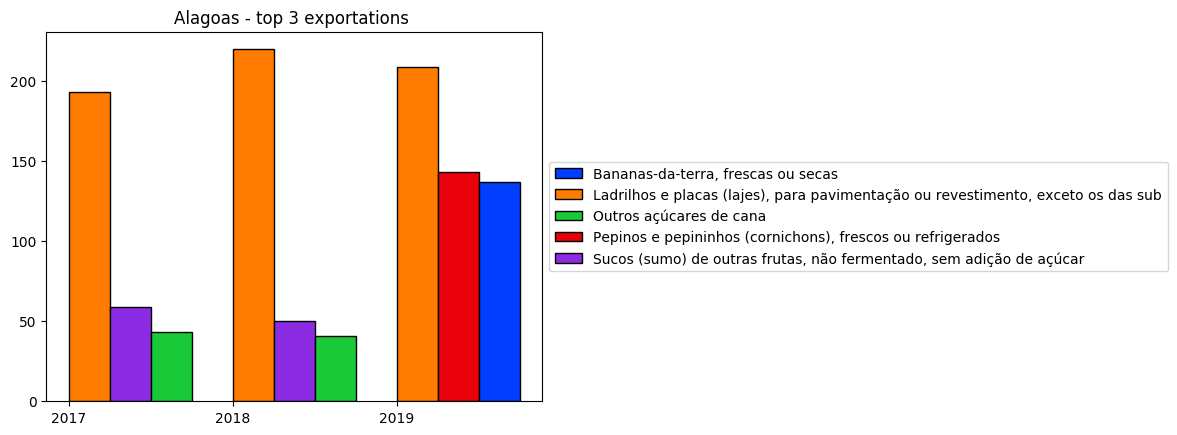 Alagoas - top 3 exportations
200
150
100
50
0
2017 2018 2019
Bananas-da-terra, frescas ou secas
Ladrilhos e placas (lajes), para pavimentação ou revestimento, exceto os das sub
Outros açúcares de cana
Pepinos e pepininhos (cornichons), frescos ou refrigerados
Sucos (sumo) de outras frutas, não fermentado, sem adição de açúcar